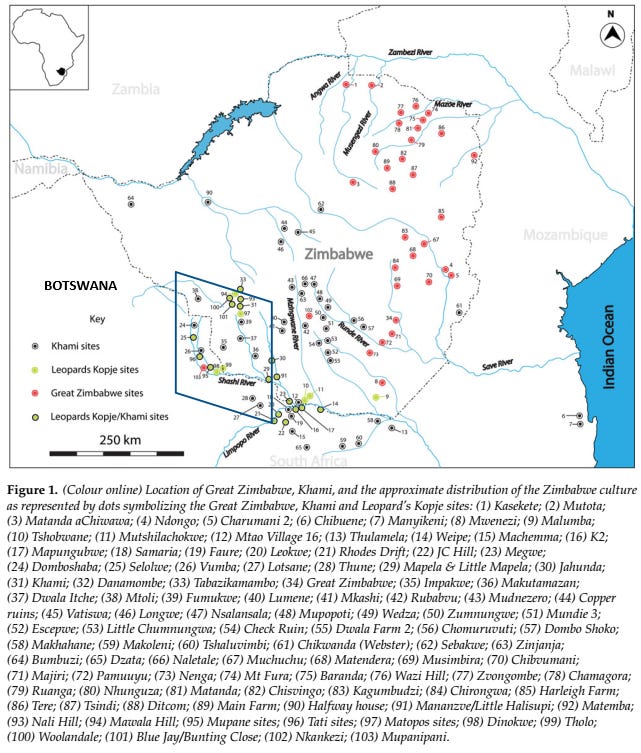 N
Zambezi River
Malawi
Angwa River
Zambia
Musengezi River
Mazoe River
Namibia
Mozambique
Zimbabwe
BOTSWANA
Key
Khami sites
Leopards Kopje sites
Great Zimbabwe sites
Leopards Kopje/Khami sites
250 km
Mangwani River
Runde River
Save River
Indian Ocean
Shashi River
Limpopo River
South Africa
Figure 1. (Colour online) Location of Great Zimbabwe, Khami, and the approximate distribution of the Zimbabwe culture
as represented by dots symbolizing the Great Zimbabwe, Khami and Leopard's Kopje sites: (1) Kasekete; (2) Mutota;
(3) Matanda aChiwawa; (4) Ndongo; (5) Charumani 2; (6) Chibuene; (7) Manyikeni; (8) Mwenezi; (9) Malumba;
(10) Tshobwane; (11) Mutshilachokwe; (12) Mtao Village 16; (13) Thulamela; (14) Weipe; (15) Machemma; (16) K2;
(17) Mapungubwe; (18) Samaria; (19) Faure; (20) Leokwe; (21) Rhodes Drift; (22) JC Hill; (23) Megwe;
(24) Domboshaba; (25) Selolwe; (26) Vumba; (27) Lotsane; (28) Thune; (29) Mapela & Little Mapela; (30) Jahunda;
(31) Khami; (32) Danamombe; (33) Tabazikamambo; (34) Great Zimbabwe; (35) Impakwe; (36) Makutamazan;
(37) Dwala Itche; (38) Mtoli; (39) Fumukwe; (40) Lumene; (41) Mkashi; (42) Rubabvu; (43) Mudnezero; (44) Copper
ruins; (45) Vatiswa; (46) Longwe; (47) Nsalansala; (48) Mupopoti; (49) Wedza; (50) Zumnungwe; (51) Mundie 3;
(52) Escepwe; (53) Little Chumnungwa; (54) Check Ruin; (55) Dwala Farm 2; (56) Chomuruwuti; (57) Dombo Shoko;
(58) Makhahane; (59) Makoleni; (60) Tshaluvimbi; (61) Chikwanda (Webster); (62) Sebakwe; (63) Zinjanja;
(64) Bumbuzi; (65) Dzata; (66) Naletale; (67) Muchuchu; (68) Matendera; (69) Musimbira; (70) Chibvumani;
(71) Majiri; (72) Pamuuyu; (73) Nenga; (74) Mt Fura; (75) Baranda; (76) Wazi Hill; (77) Zvongombe; (78) Chamagora;
(79) Ruanga; (80) Nhunguza; (81) Matanda; (82) Chisvingo; (83) Kagumbudzi; (84) Chirongwa; (85) Harleigh Farm;
(86) Tere; (87) Tsindi; (88) Ditcom; (89) Main Farm; (90) Halfway house; (91) Mananzve/Little Halisupi; (92) Matemba;
(93) Nali Hill; (94) Mawala Hill; (95) Mupane sites; (96) Tati sites; (97) Matopos sites; (98) Dinokwe; (99) Tholo;
(100) Woolandale; (101) Blue Jay/Bunting Close; (102) Nkankezi; (103) Mupanipani.